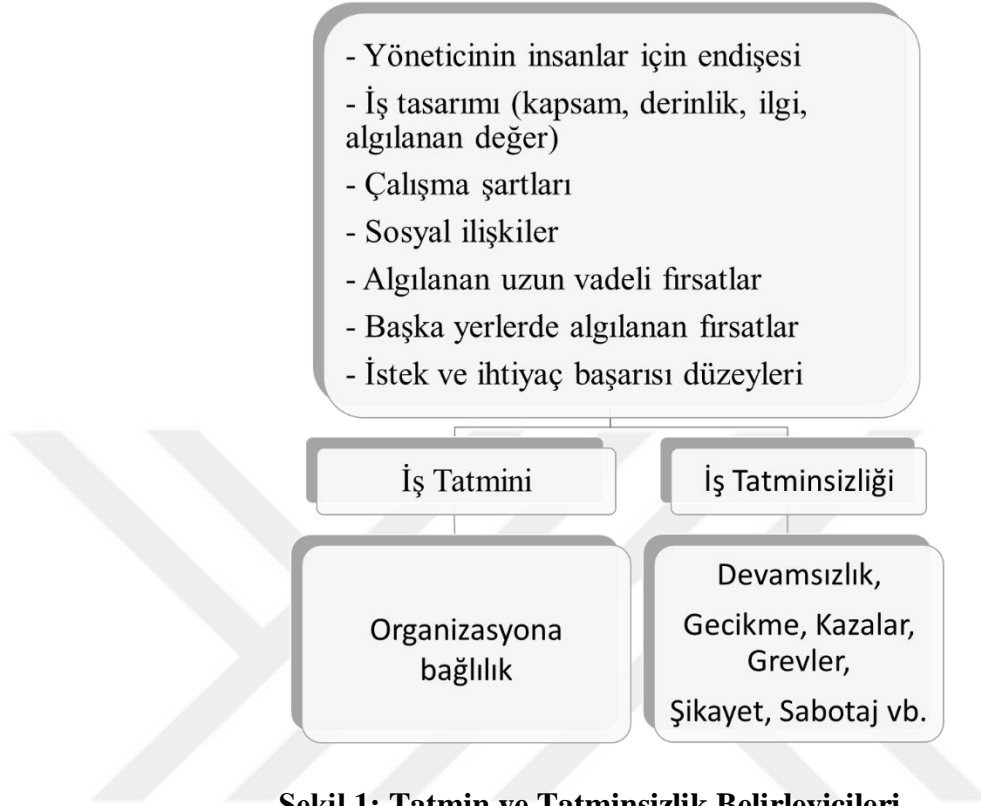 - Yöneticinin insanlar için endişesi
- İş tasarımı (kapsam, derinlik, ilgi,
algılanan değer)
- Çalışma şartları
- Sosyal ilişkiler
- Algılanan uzun vadeli fırsatlar
- Başka yerlerde algılanan fırsatlar
- İstek ve ihtiyaç başarısı düzeyleri
İş Tatmini
İş Tatminsizliği
Organizasyona
bağlılık
Devamsızlık,
Gecikme, Kazalar,
Grevler,
Şikayet, Sabotaj vb.
Şekil 1: Tatmin ve Tatminsizlik Belirleyicileri